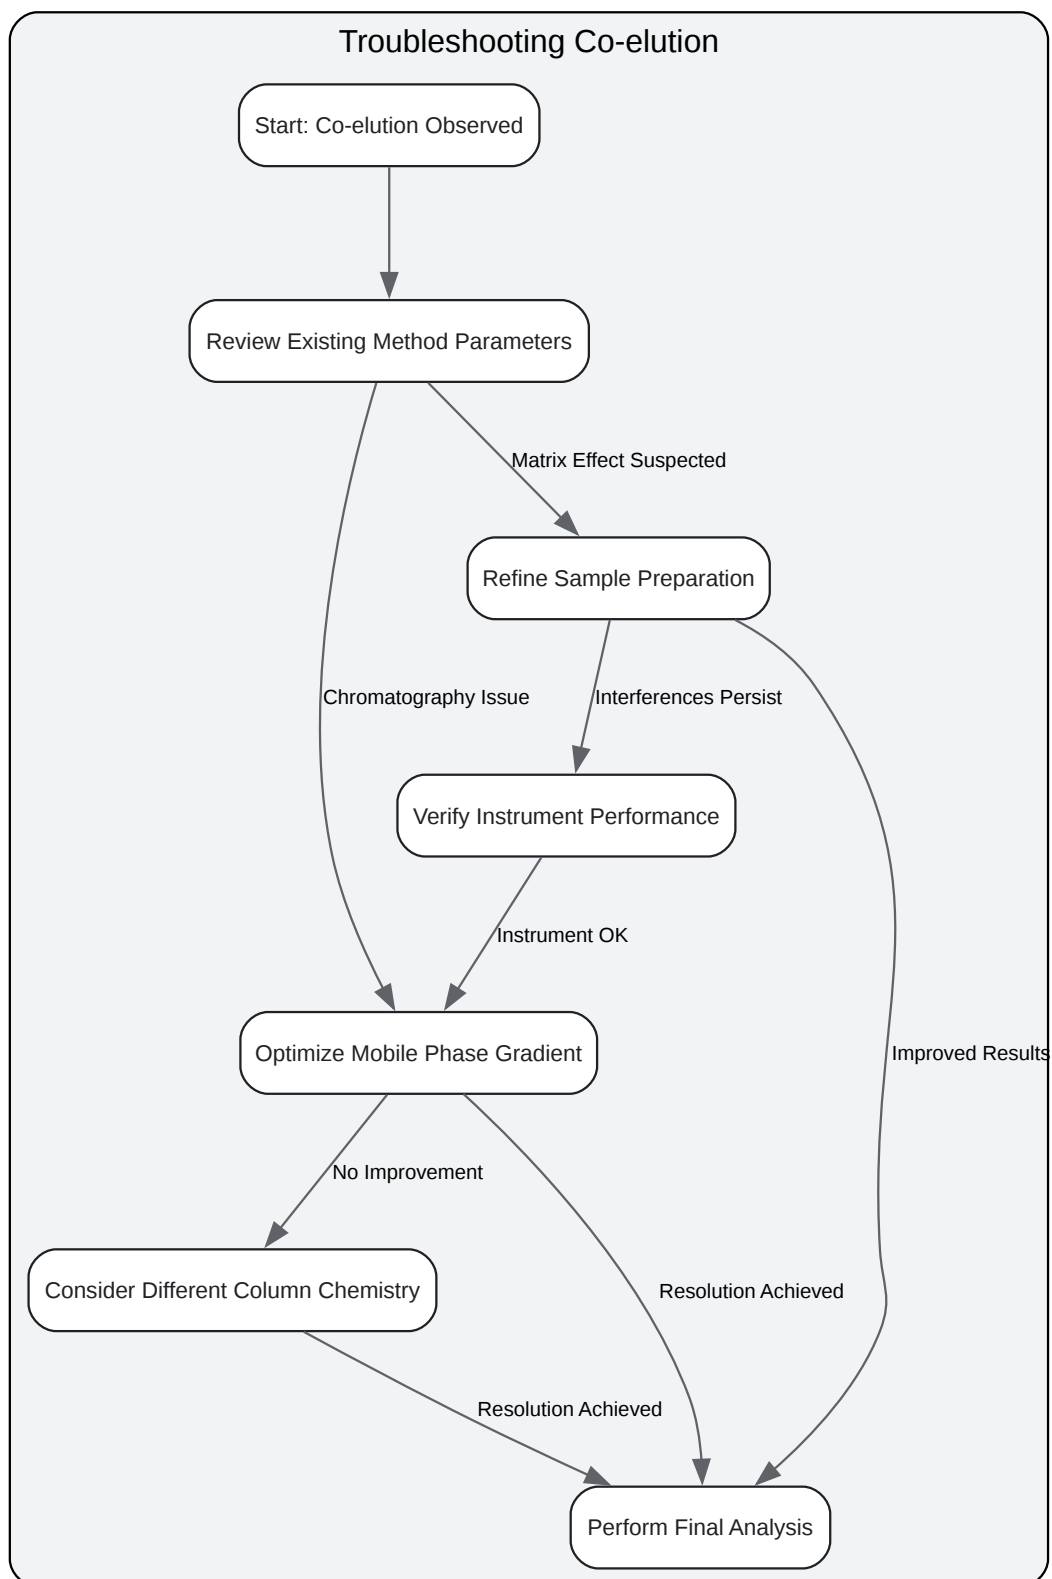 Troubleshooting Co-elution
Start: Co-elution Observed
Review Existing Method Parameters
Matrix Effect Suspected
Refine Sample Preparation
Chromatography Issue
Interferences Persist
Verify Instrument Performance
Instrument OK
Optimize Mobile Phase Gradient
Improved Results
No Improvement
Consider Different Column Chemistry
Resolution Achieved
Resolution Achieved
Perform Final Analysis